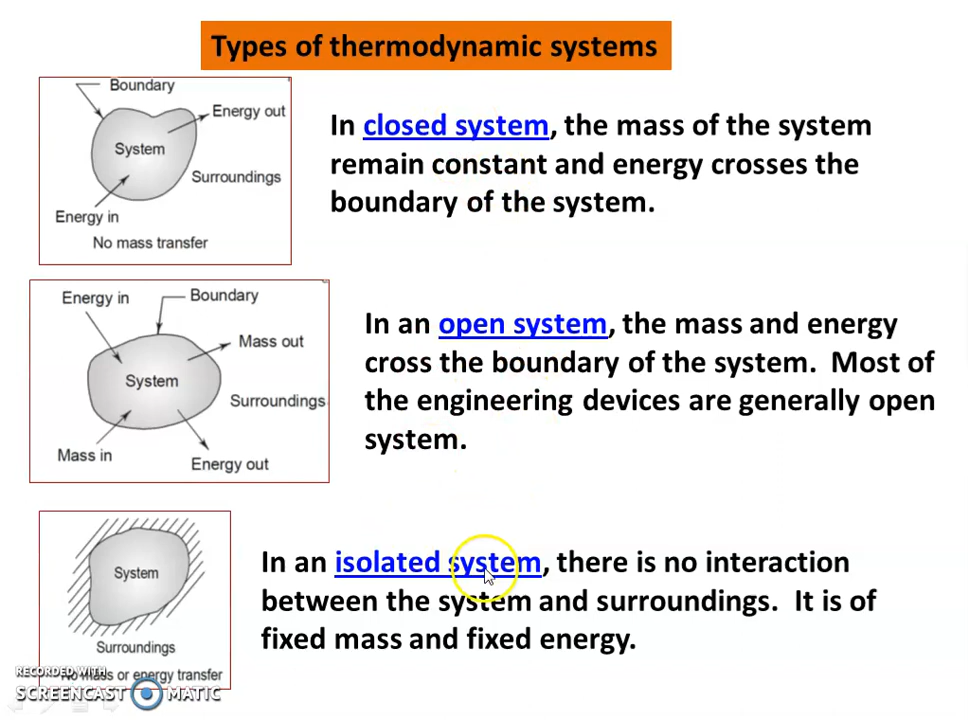 Types of thermodynamic systems
Boundary
Energy out
System
Surroundings
Energy in
No mass transfer
In closed system, the mass of the system
remain constant and energy crosses the
boundary of the system.
Energy in
Boundary
Mass out
System
Surroundings
Mass in
Energy out
In an open system, the mass and energy
cross the boundary of the system. Most of
the engineering devices are generally open
system.
System
Surroundings
No mass or energy transfer
In an isolated system, there is no interaction
between the system and surroundings. It is of
fixed mass and fixed energy.
RECORDED WITH
SCREENCAST MATIC